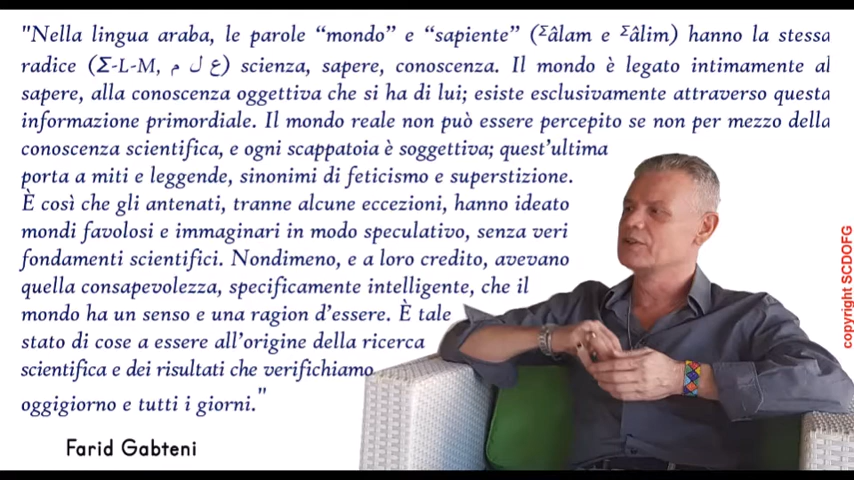 "Nella lingua araba, le parole “mondo” e “sapiente” (Σâlam e Σâlim) hanno la stessa
radice (Σ-L-M, ع ل م) scienza, sapere, conoscenza. Il mondo è legato intimamente al
sapere, alla conoscenza oggettiva che si ha di lui; esiste esclusivamente attraverso questa
informazione primordiale. Il mondo reale non può essere percepito se non per mezzo della
conoscenza scientifica, e ogni scappatoia è soggettiva; quest’ultima
porta a miti e leggende, sinonimi di feticismo e superstizione.
È così che gli antenati, tranne alcune eccezioni, hanno ideato
mondi favolosi e immaginari in modo speculativo, senza veri
fondamenti scientifici. Nondimeno, e a loro credito, avevano
quella consapevolezza, specificamente intelligente, che il
mondo ha un senso e una ragion d’essere. È tale
stato di cose a essere all’origine della ricerca
scientifica e dei risultati che verifichiamo
oggigiorno e tutti i giorni."
Farid Gabteni
copyright SCDOFG